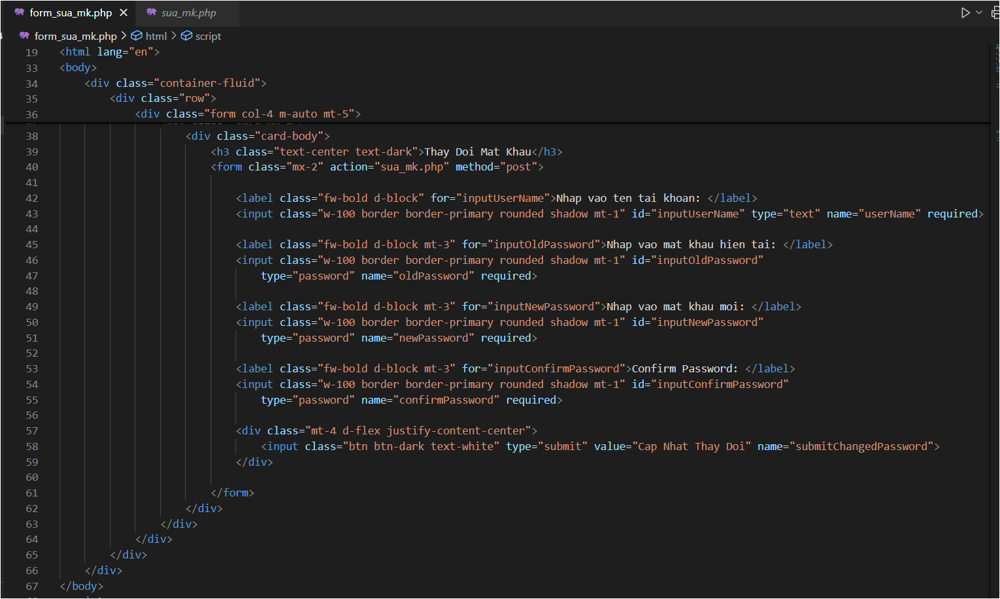 form_sua_mk.php
sua_mk.php
form_sua_mk.php > html > script
19 <html lang="en">
33 <body>
34 <div class="container-fluid">
35 <div class="row">
36 <div class="form col-4 m-auto mt-5">
38 <div class="card-body">
39 <h3 class="text-center text-dark">Thay Doi Mat Khau</h3>
40 <form class="mx-2" action="sua_mk.php" method="post">
41
42 <label class="fw-bold d-block" for="inputUserName">Nhap vao ten tai khoan: </label>
43 <input class="w-100 border border-primary rounded shadow mt-1" id="inputUserName" type="text" name="userName" required>
44
45 <label class="fw-bold d-block mt-3" for="inputOldPassword">Nhap vao mat khau hien tai: </label>
46 <input class="w-100 border border-primary rounded shadow mt-1" id="inputOldPassword"
47 type="password" name="oldPassword" required>
48
49 <label class="fw-bold d-block mt-3" for="inputNewPassword">Nhap vao mat khau moi: </label>
50 <input class="w-100 border border-primary rounded shadow mt-1" id="inputNewPassword"
51 type="password" name="newPassword" required>
52
53 <label class="fw-bold d-block mt-3" for="inputConfirmPassword">Confirm Password: </label>
54 <input class="w-100 border border-primary rounded shadow mt-1" id="inputConfirmPassword"
55 type="password" name="confirmPassword" required>
56
57 <div class="mt-4 d-flex justify-content-center">
58 <input class="btn btn-dark text-white" type="submit" value="Cap Nhat Thay Doi" name="submitChangedPassword">
59 </div>
60
61 </form>
62 </div>
63 </div>
64 </div>
65 </div>
66 </div>
67 </body>